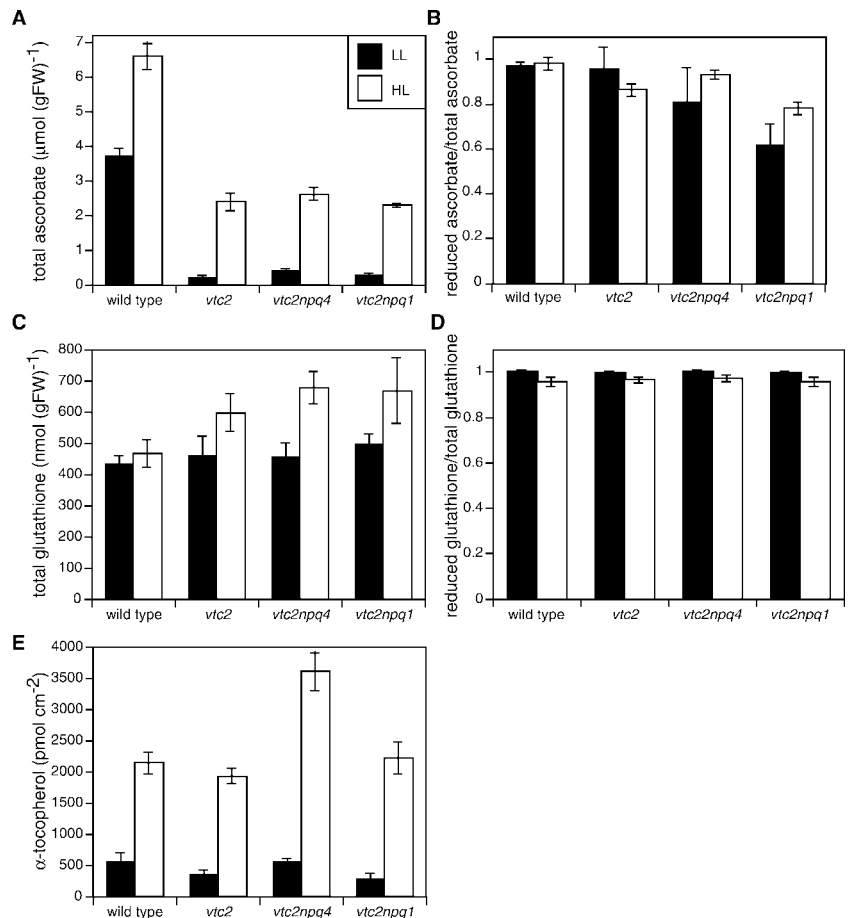 A
total ascorbate (μmol (gFW)-1)
7
6
5
4
3
2
1
0
LL
HL
wild type vtc2 vtc2npq4 vtc2npq1
B
reduced ascorbate/total ascorbate
1
0.8
0.6
0.4
0.2
0
wild type vtc2 vtc2npq4 vtc2npq1
C
total glutathione (nmol (gFW)-1)
800
700
600
500
400
300
200
100
0
wild type vtc2 vtc2npq4 vtc2npq1
D
reduced glutathione/total glutathione
1
0.8
0.6
0.4
0.2
0
wild type vtc2 vtc2npq4 vtc2npq1
E
α-tocopherol (pmol cm-2)
4000
3500
3000
2500
2000
1500
1000
500
0
wild type vtc2 vtc2npq4 vtc2npq1